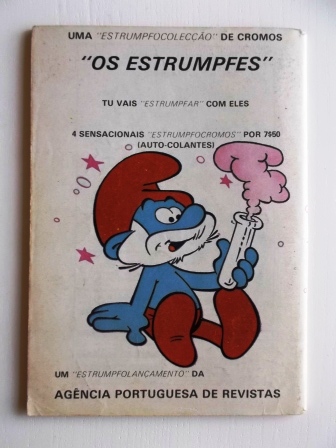 UMA "ESTRUMPFOCOLECÇÃO" DE CROMOS
"OS ESTRUMPFES"
TU VAIS "ESTRUMPFAR" COM ELES
4 SENSACIONAIS "ESTRUMPFOCROMOS" POR 7$50
(AUTO-COLANTES)
UM "ESTRUMPFOLANÇAMENTO" DA
AGÊNCIA PORTUGUESA DE REVISTAS